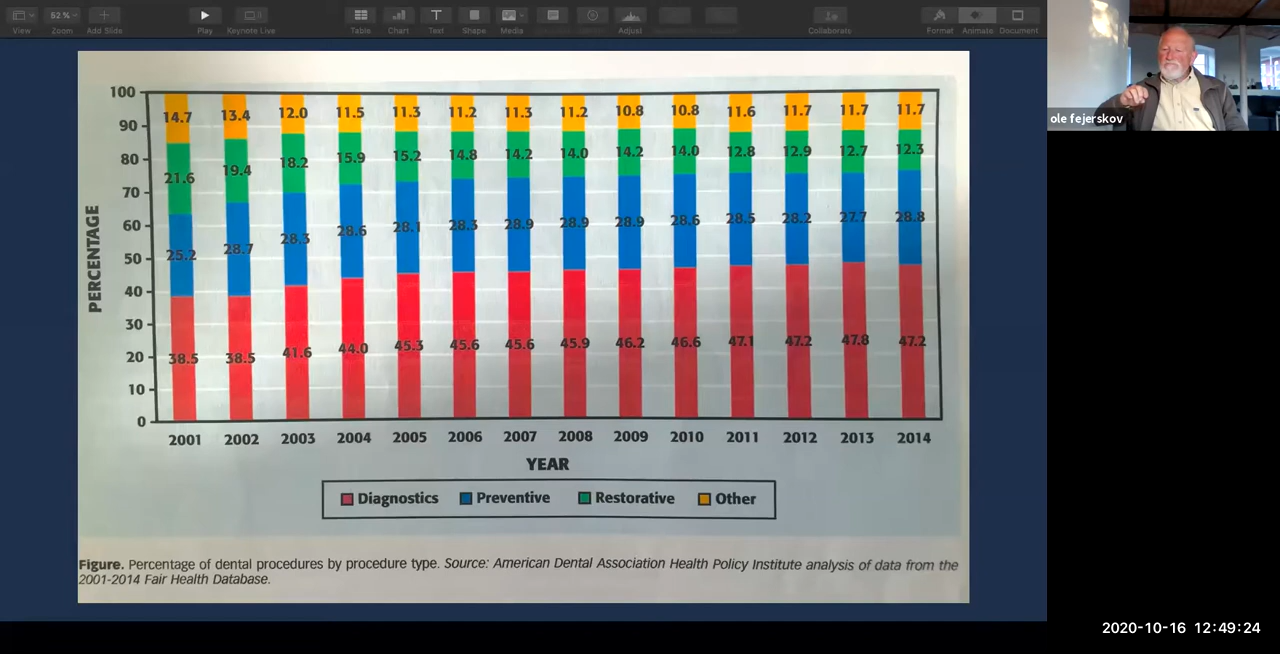 View
52 %
Zoom
Add Slide
Play
Keynote Live
Table
Chart
Text
Shape
Media
Adjust
Collaborate
Format
Animate
Document
ole fejerskov
PERCENTAGE
100
90
80
70
60
50
40
30
20
10
0
14.7 13.4 12.0 11.5 11.3 11.2 11.3 11.2 10.8 10.8 11.6 11.7 11.7 11.7
21.6 19.4 18.2 15.9 15.2 14.8 14.2 14.0 14.2 14.0 12.8 12.9 12.7 12.3
25.2 28.7 28.3 28.6 28.1 28.3 28.9 28.9 28.9 28.6 28.5 28.2 27.7 28.8
38.5 38.5 41.6 44.0 45.3 45.6 45.6 45.9 46.2 46.6 47.1 47.2 47.8 47.2
2001 2002 2003 2004 2005 2006 2007 2008 2009 2010 2011 2012 2013 2014
YEAR
Diagnostics Preventive Restorative Other
Figure. Percentage of dental procedures by procedure type. Source: American Dental Association Health Policy Institute analysis of data from the
2001-2014 Fair Health Database.
2020-10-16 12:49:24